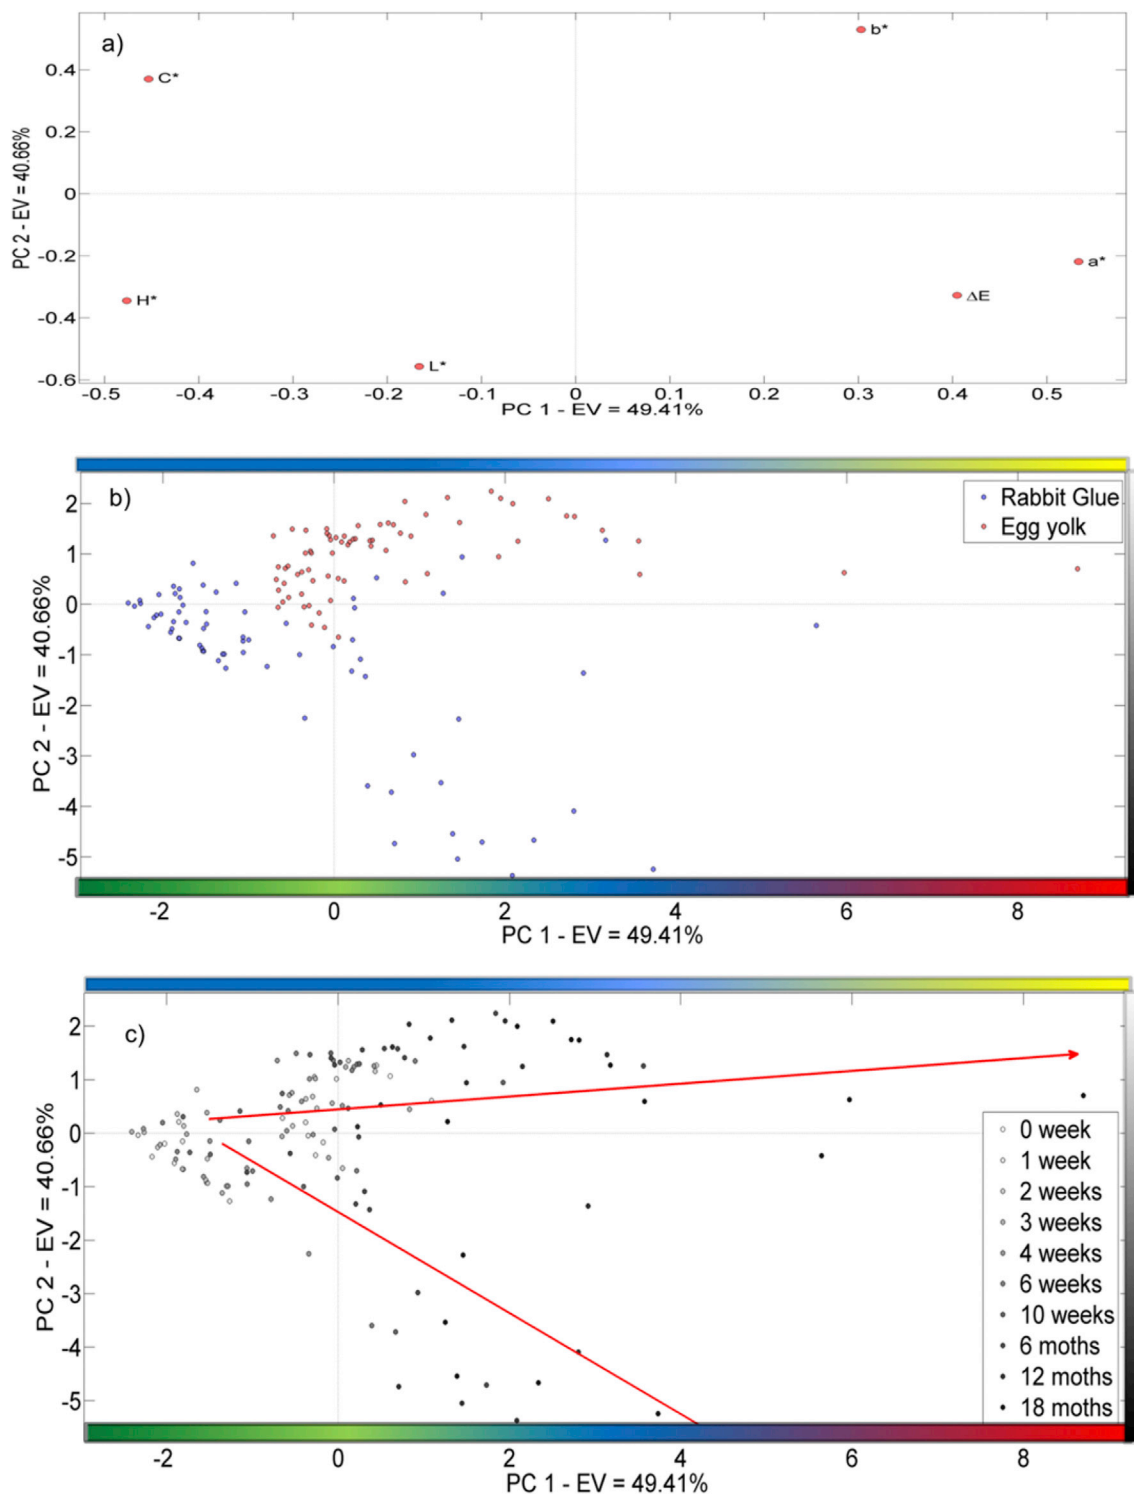 a)
b*
0.4
C*
0.2
0
-0.2
a*
ΔE
H*
-0.4
L*
-0.6
-0.5 -0.4 -0.3 -0.2 -0.1 0 0.1 0.2 0.3 0.4 0.5
PC 1 - EV = 49.41%
PC 2 - EV = 40.66%
b)
Rabbit Glue
Egg yolk
2
1
0
-1
-2
-3
-4
-5
-2 0 2 4 6 8
PC 1 - EV = 49.41%
PC 2 - EV = 40.66%
c)
2
1
0
-1
-2
-3
-4
-5
0 week
1 week
2 weeks
3 weeks
4 weeks
6 weeks
10 weeks
6 moths
12 moths
18 moths
-2 0 2 4 6 8
PC 1 - EV = 49.41%
PC 2 - EV = 40.66%